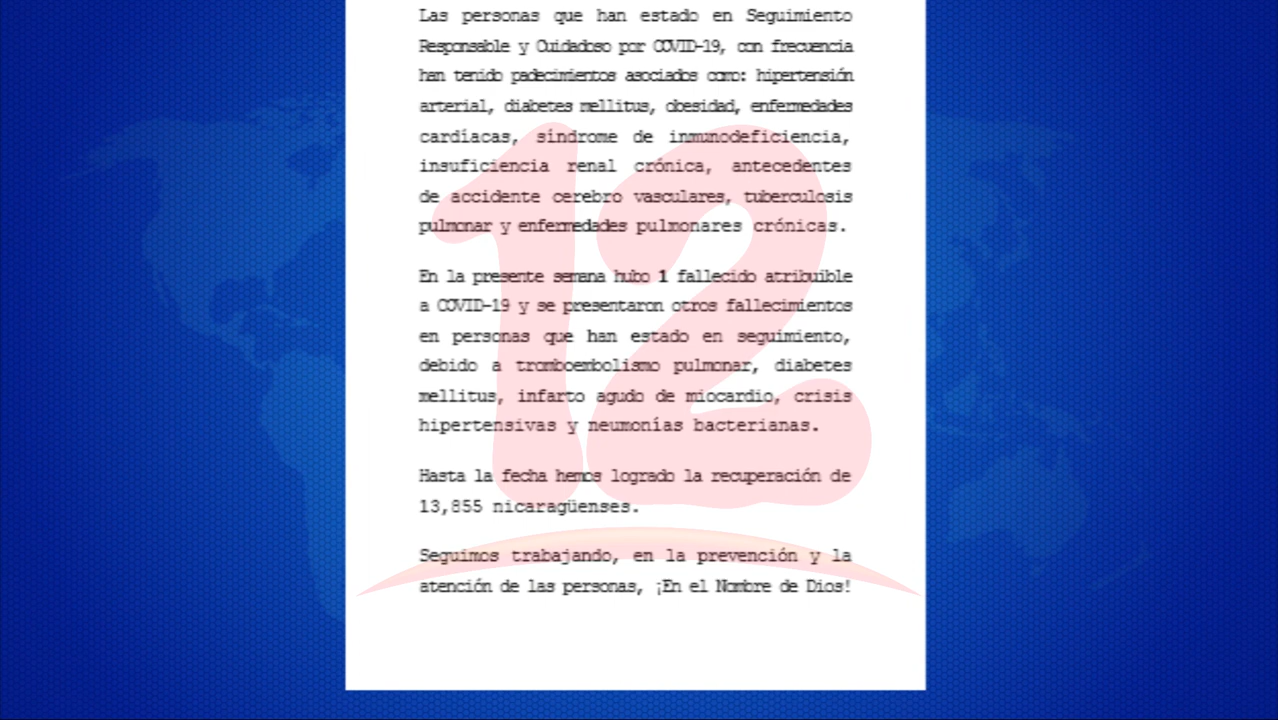 Las personas que han estado en Seguimiento
Responsable y Cuidadoso por COVID-19, con frecuencia
han tenido padecimientos asociados como: hipertensión
arterial, diabetes mellitus, obesidad, enfermedades
cardíacas, síndrome de inmunodeficiencia,
insuficiencia renal crónica, antecedentes
de accidente cerebro vasculares, tuberculosis
pulmonar y enfermedades pulmonares crónicas.
En la presente semana hubo 1 fallecido atribuible
a COVID-19 y se presentaron otros fallecimientos
en personas que han estado en seguimiento,
debido a tromboembolismo pulmonar, diabetes
mellitus, infarto agudo de miocardio, crisis
hipertensivas y neumonías bacterianas.
Hasta la fecha hemos logrado la recuperación de
13,855 nicaragüenses.
Seguimos trabajando, en la prevención y la
atención de las personas, ¡En el Nombre de Dios!
12